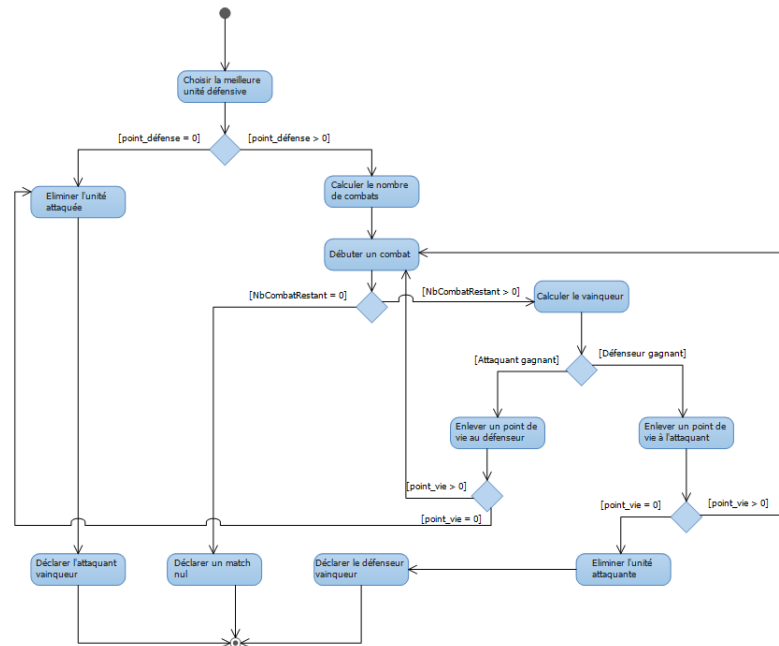 Choisir la meilleure
unité défensive
[point_défense = 0]
[point_défense > 0]
Eliminer l'unité
attaquée
Calculer le nombre
de combats
Débuter un combat
[NbCombatRestant = 0]
[NbCombatRestant > 0]
Calculer le vainqueur
[Attaquant gagnant]
[Défenseur gagnant]
Enlever un point de
vie au défenseur
Enlever un point de
vie à l'attaquant
[point_vie > 0]
[point_vie = 0]
[point_vie = 0]
[point_vie > 0]
Déclarer l'attaquant
vainqueur
Déclarer un match
nul
Déclarer le défenseur
vainqueur
Eliminer l'unité
attaquante